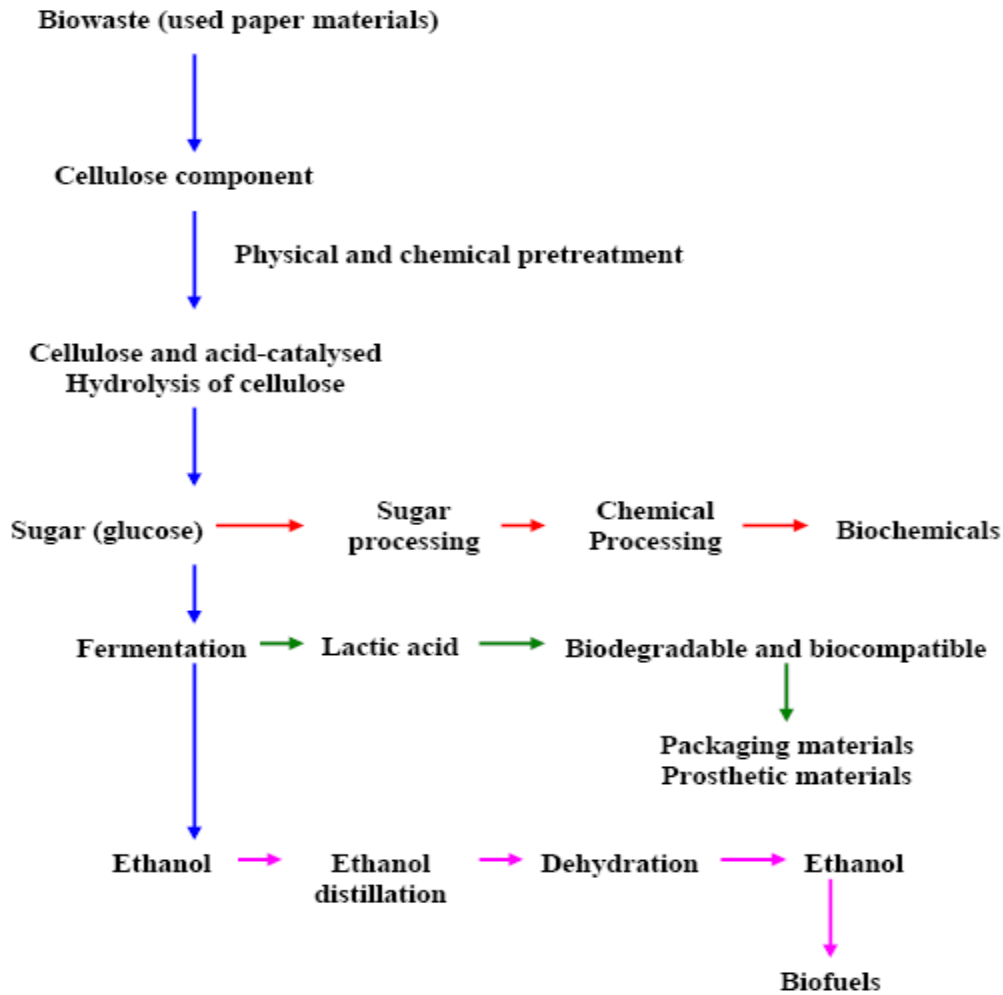 Biowaste (used paper materials)
Cellulose component
Physical and chemical pretreatment
Cellulose and acid-catalysed
Hydrolysis of cellulose
Sugar (glucose)
Sugar
processing
Chemical
Processing
Biochemicals
Fermentation
Lactic acid
Biodegradable and biocompatible
Packaging materials
Prosthetic materials
Ethanol
Ethanol
distillation
Dehydration
Ethanol
Biofuels